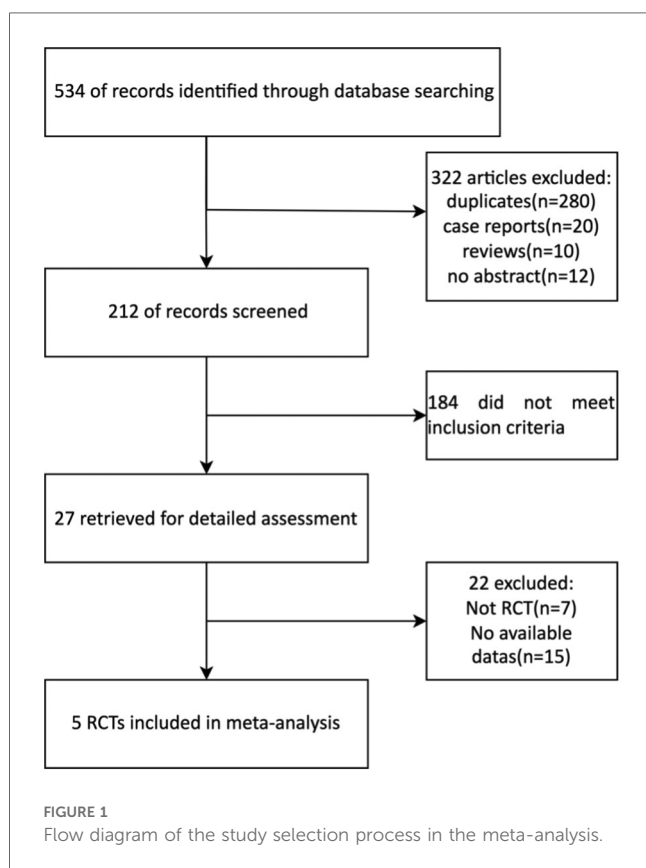 534 of records identified through database searching
322 articles excluded:
duplicates(n=280)
case reports(n=20)
reviews(n=10)
no abstract(n=12)
212 of records screened
184 did not meet
inclusion criteria
27 retrieved for detailed assessment
22 excluded:
Not RCT(n=7)
No available
datas(n=15)
5 RCTs included in meta-analysis
FIGURE 1
Flow diagram of the study selection process in the meta-analysis.